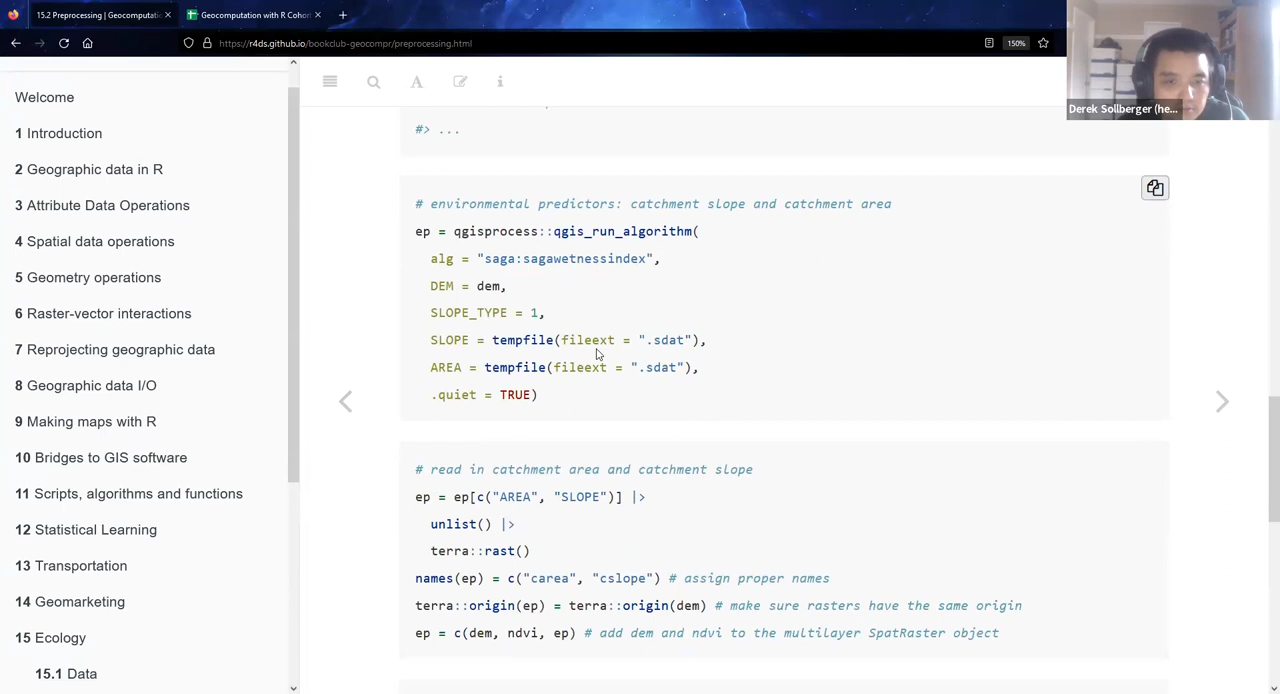 15.2 Preprocessing | Geocomputatio
Geocomputation with R Cohor
https://r4ds.github.io/bookclub-geocompr/preprocessing.html
150%
Derek Sollberger (he...
Welcome
1 Introduction
2 Geographic data in R
3 Attribute Data Operations
4 Spatial data operations
5 Geometry operations
6 Raster-vector interactions
7 Reprojecting geographic data
8 Geographic data I/O
9 Making maps with R
10 Bridges to GIS software
11 Scripts, algorithms and functions
12 Statistical Learning
13 Transportation
14 Geomarketing
15 Ecology
15.1 Data
#> ...
# environmental predictors: catchment slope and catchment area
ep = qgisprocess::qgis_run_algorithm(
alg = "saga:sagawetnessindex",
DEM = dem,
SLOPE_TYPE = 1,
SLOPE = tempfile(fileext = ".sdat"),
AREA = tempfile(fileext = ".sdat"),
.quiet = TRUE)
# read in catchment area and catchment slope
ep = ep[c("AREA", "SLOPE")] |>
unlist() |>
terra::rast()
names(ep) = c("carea", "cslope") # assign proper names
terra::origin(ep) = terra::origin(dem) # make sure rasters have the same origin
ep = c(dem, ndvi, ep) # add dem and ndvi to the multilayer SpatRaster object